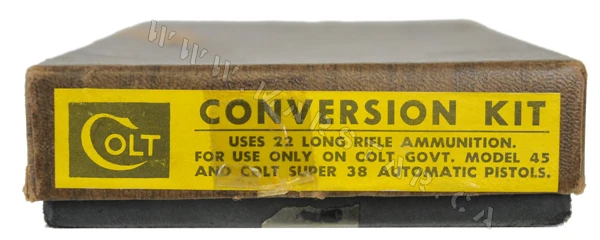 COLT
CONVERSION KIT
USES 22 LONG RIFLE AMMUNITION.
FOR USE ONLY ON COLT GOVT. MODEL 45
AND COLT SUPER 38 AUTOMATIC PISTOLS.